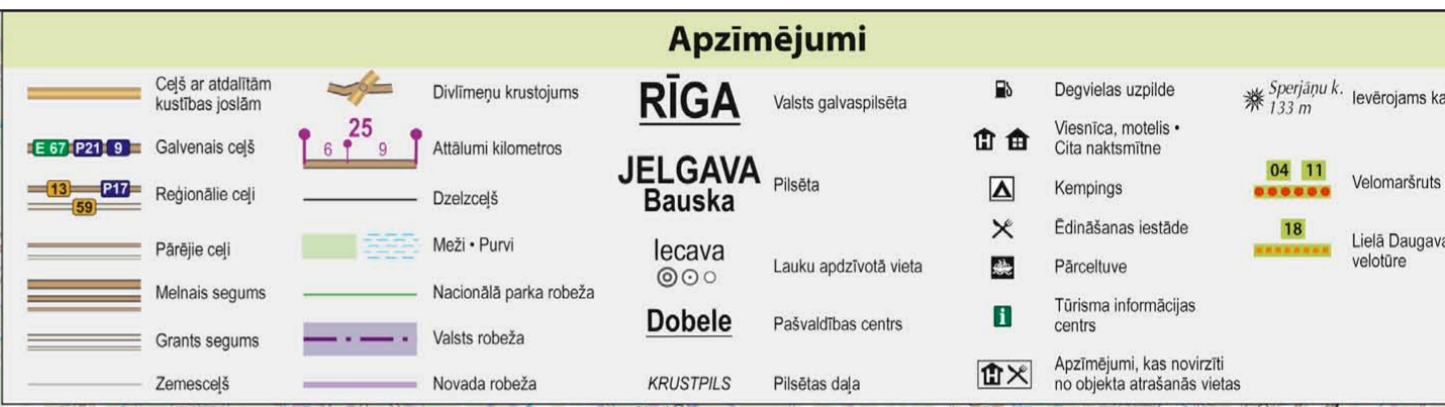 Apzīmējumi
Ceļš ar atdalītām
kustības joslām
E 67 P21 9
Galvenais ceļš
13 P17
59
Reģionālie ceļi
Pārējie ceļi
Melnais segums
Grants segums
Zemesceļš
Divlīmeņu krustojums
25
6 9
Attālumi kilometros
Dzelzceļš
Meži • Purvi
Nacionālā parka robeža
Valsts robeža
Novada robeža
RĪGA
Valsts galvaspilsēta
JELGAVA
Bauska
Pilsēta
Iecava
Lauku apdzīvotā vieta
Dobele
Pašvaldības centrs
KRUSTPILS
Pilsētas daļa
Degvielas uzpilde
Viesnīca, motelis •
Cita naktsmītne
Kempings
Ēdināšanas iestāde
Pārceltuve
i
Tūrisma informācijas
centrs
Apzīmējumi, kas novirzīti
no objekta atrašanās vietas
Sperjāņu k.
133 m
Ievērojams
04 11
Velomaršruts
18
Lielā
velotūre